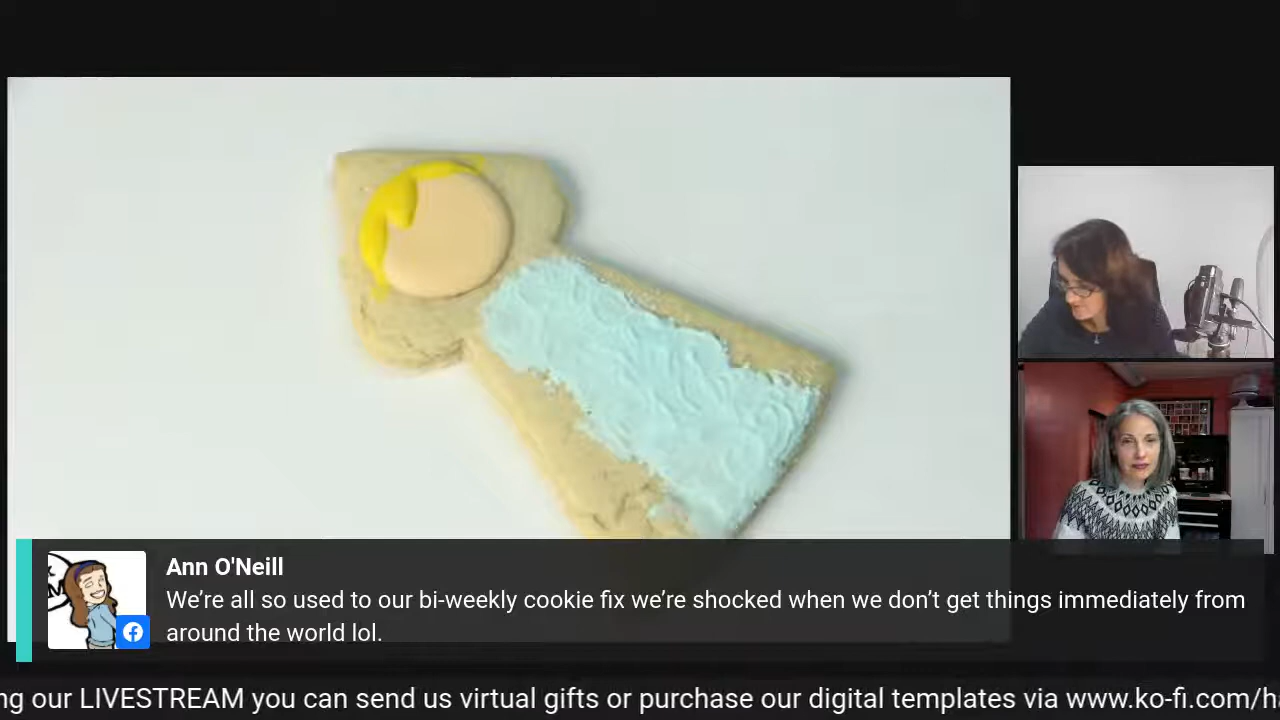 Ann O'Neill
We’re all so used to our bi-weekly cookie fix we’re shocked when we don’t get things immediately from
around the world lol.
ng our LIVESTREAM you can send us virtual gifts or purchase our digital templates via www.ko-fi.com/h